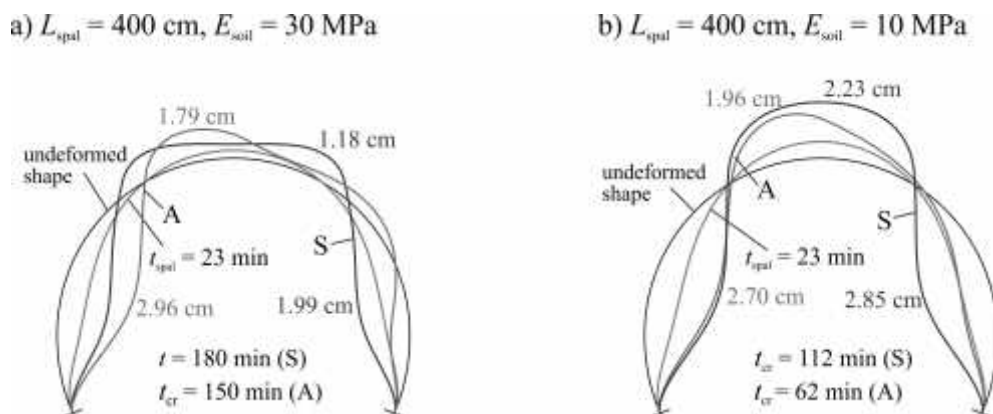 a) L_spal = 400 cm, E_soil = 30 MPa
1.79 cm
1.18 cm
undeformed
shape
A
S
t_spal = 23 min
2.96 cm
1.99 cm
t = 180 min (S)
t_cr = 150 min (A)
b) L_spal = 400 cm, E_soil = 10 MPa
1.96 cm
2.23 cm
undeformed
shape
A
S
t_spal = 23 min
2.70 cm
2.85 cm
t_cr = 112 min (S)
t_cr = 62 min (A)